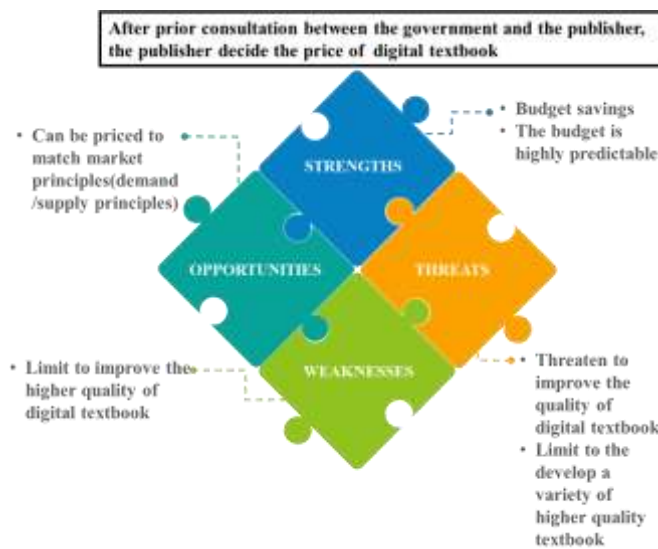 After prior consultation between the government and the publisher,
the publisher decide the price of digital textbook
• Budget savings
• The budget is
highly predictable
• Can be priced to
match market
principles(demand
/supply principles)
STRENGTHS
OPPORTUNITIES
THREATS
WEAKNESSES
• Limit to improve the
higher quality of
digital textbook
• Threaten to
improve the
quality of
digital textbook
• Limit to the
develop a
variety of
higher quality
textbook